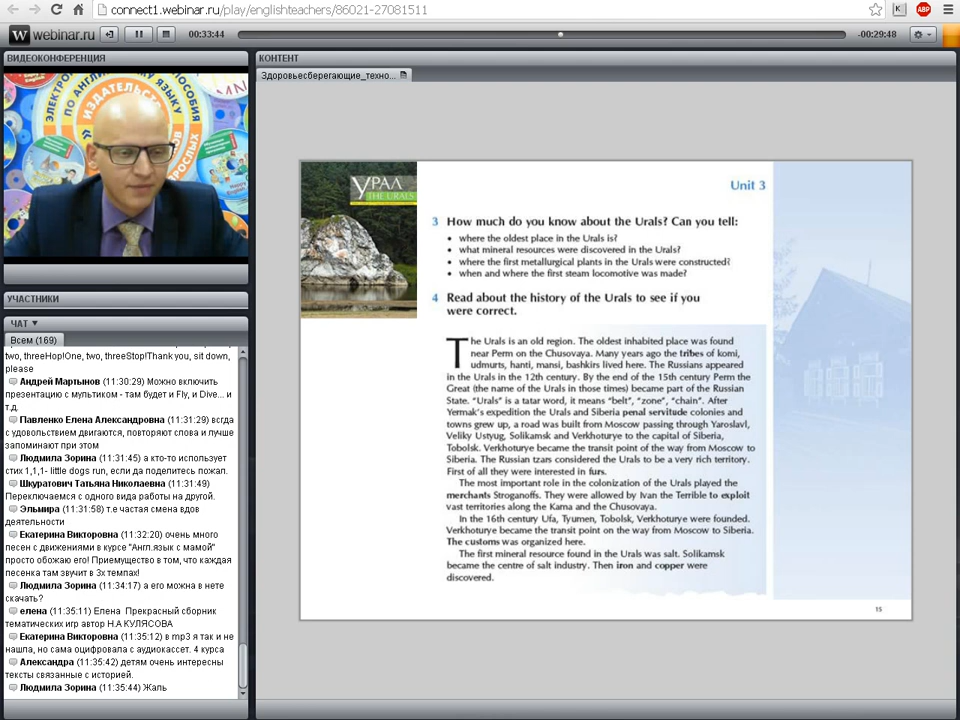 connect1.webinar.ru/play/englishteachers/86021-27081511
K
ABP
W webinar.ru
00:33:44
-00:29:48
ВИДЕОКОНФЕРЕНЦИЯ
УЧАСТНИКИ
ЧАТ
Всем (169)
two, threeHop!One, two, threeStop!Thank you, sit down,
please
Андрей Мартынов (11:30:29) Можно включить
презентацию с мультиком - там будет и Fly, и Dive... и
т.д.
Павленко Елена Александровна (11:31:29) всгда
с удовольствием двигаются, повторяют слова и лучше
запоминают при этом
Людмила Зорина (11:31:45) а кто-то использует
стих 1,1,1- little dogs run, если да поделитесь пожал.
Шкуратович Татьяна Николаевна (11:31:49)
Переключаемся с одного вида работы на другой.
Эльмира (11:31:58) т.е частая смена вдов
деятельности
Екатерина Викторовна (11:32:20) очень много
песен с движениями в курсе "Англ.язык с мамой"
просто обожаю его! Приемущество в том, что каждая
песенка там звучит в 3х темпах!
Людмила Зорина (11:34:17) а его можна в нете
скачать?
елена (11:35:11) Елена Прекрасный сборник
тематических игр автор Н.А КУЛЯСОВА
Екатерина Викторовна (11:35:12) в mp3 я так и не
нашла, но сама оцифровала с аудиокассет. 4 курса
Александра (11:35:42) детям очень интересны
тексты связанные с историей.
Людмила Зорина (11:35:44) Жаль
КОНТЕНТ
Здоровьесберегающие_техно...
УРАЛ
THE URALS
Unit 3
3 How much do you know about the Urals? Can you tell:
• where the oldest place in the Urals is?
• what mineral resources were discovered in the Urals?
• where the first metallurgical plants in the Urals were constructed?
• when and where the first steam locomotive was made?
4 Read about the history of the Urals to see if you
were correct.
The Urals is an old region. The oldest inhabited place was found
near Perm on the Chusovaya. Many years ago the tribes of komi,
udmurts, hanti, mansi, bashkirs lived here. The Russians appeared
in the Urals in the 12th century. By the end of the 15th century Perm the
Great (the name of the Urals in those times) became part of the Russian
State. "Urals" is a tatar word, it means "belt", "zone", "chain". After
Yermak's expedition the Urals and Siberia penal servitude colonies and
towns grew up, a road was built from Moscow passing through Yaroslavl,
Veliky Ustyug, Solikamsk and Verkhoturye to the capital of Siberia,
Tobolsk. Verkhoturye became the transit point of the way from Moscow to
Siberia. The Russian tzars considered the Urals to be a very rich territory.
First of all they were interested in furs.
The most important role in the colonization of the Urals played the
merchants Stroganoffs. They were allowed by Ivan the Terrible to exploit
vast territories along the Kama and the Chusovaya.
In the 16th century Ufa, Tyumen, Tobolsk, Verkhoturye were founded.
Verkhoturye became the transit point on the way from Moscow to Siberia.
The customs was organized here.
The first mineral resource found in the Urals was salt. Solikamsk
became the centre of salt industry. Then iron and copper were
discovered.
15